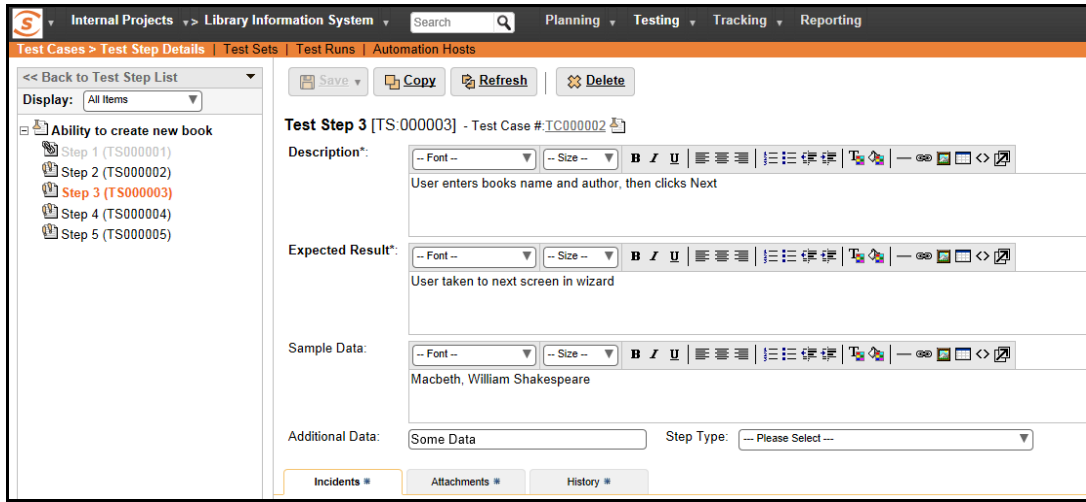 Internal Projects > Library Information System Search Planning Testing Tracking Reporting
Test Cases > Test Step Details | Test Sets | Test Runs | Automation Hosts
<< Back to Test Step List
Display: All Items
Ability to create new book
Step 1 (TS000001)
Step 2 (TS000002)
Step 3 (TS000003)
Step 4 (TS000004)
Step 5 (TS000005)
Save Copy Refresh Delete
Test Step 3 [TS:000003] - Test Case #:TC000002
Description*: -- Font -- -- Size -- B I U
User enters books name and author, then clicks Next
Expected Result*: -- Font -- -- Size -- B I U
User taken to next screen in wizard
Sample Data: -- Font -- -- Size -- B I U
Macbeth, William Shakespeare
Additional Data: Some Data Step Type: --- Please Select ---
Incidents Attachments History